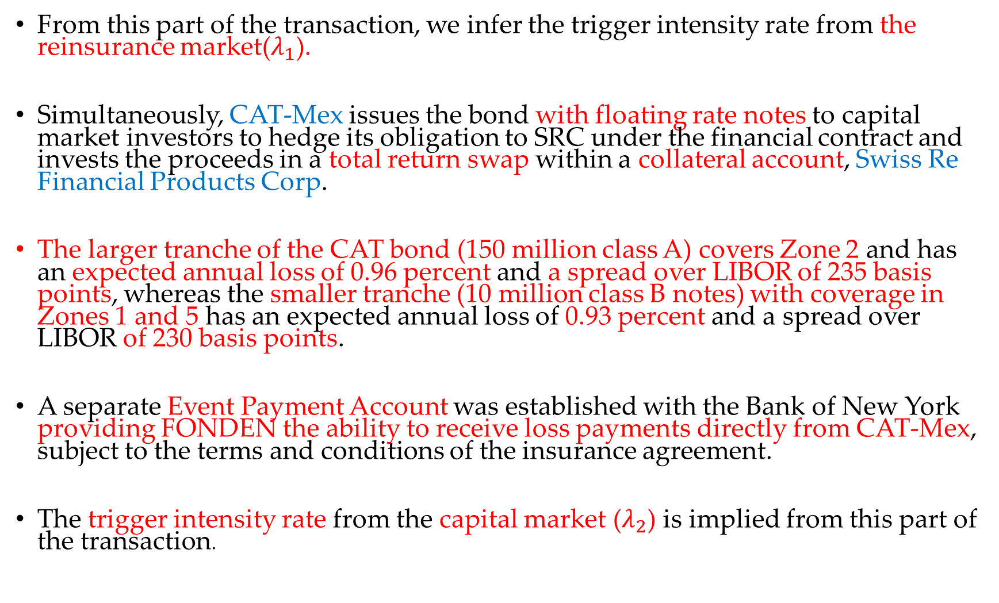 • From this part of the transaction, we infer the trigger intensity rate from the
reinsurance market(λ₁).
• Simultaneously, CAT-Mex issues the bond with floating rate notes to capital
market investors to hedge its obligation to SRC under the financial contract and
invests the proceeds in a total return swap within a collateral account, Swiss Re
Financial Products Corp.
• The larger tranche of the CAT bond (150 million class A) covers Zone 2 and has
an expected annual loss of 0.96 percent and a spread over LIBOR of 235 basis
points, whereas the smaller tranche (10 million class B notes) with coverage in
Zones 1 and 5 has an expected annual loss of 0.93 percent and a spread over
LIBOR of 230 basis points.
• A separate Event Payment Account was established with the Bank of New York
providing FONDEN the ability to receive loss payments directly from CAT-Mex,
subject to the terms and conditions of the insurance agreement.
• The trigger intensity rate from the capital market (λ₂) is implied from this part of
the transaction.